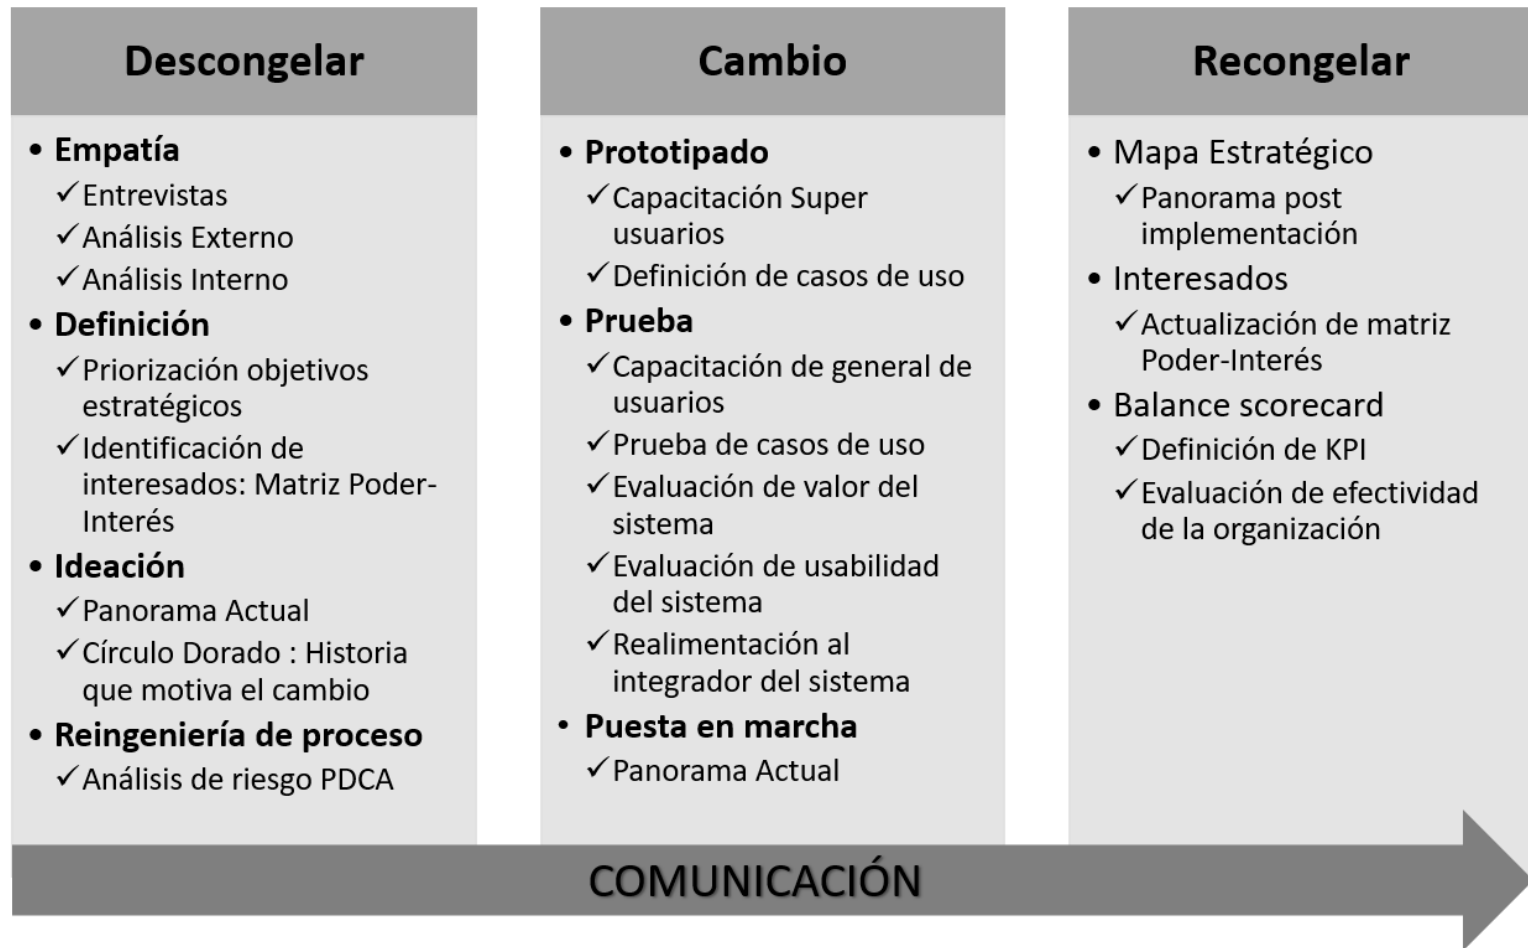 Descongelar
• Empatía
✓Entrevistas
✓Análisis Externo
✓Análisis Interno
• Definición
✓Priorización objetivos
estratégicos
✓Identificación de
interesados: Matriz Poder-
Interés
• Ideación
✓Panorama Actual
✓Círculo Dorado : Historia
que motiva el cambio
• Reingeniería de proceso
✓Análisis de riesgo PDCA
Cambio
• Prototipado
✓Capacitación Super
usuarios
✓Definición de casos de uso
• Prueba
✓Capacitación de general de
usuarios
✓Prueba de casos de uso
✓Evaluación de valor del
sistema
✓Evaluación de usabilidad
del sistema
✓Realimentación al
integrador del sistema
• Puesta en marcha
✓Panorama Actual
Recongelar
• Mapa Estratégico
✓Panorama post
implementación
• Interesados
✓Actualización de matriz
Poder-Interés
• Balance scorecard
✓Definición de KPI
✓Evaluación de efectividad
de la organización
COMUNICACIÓN